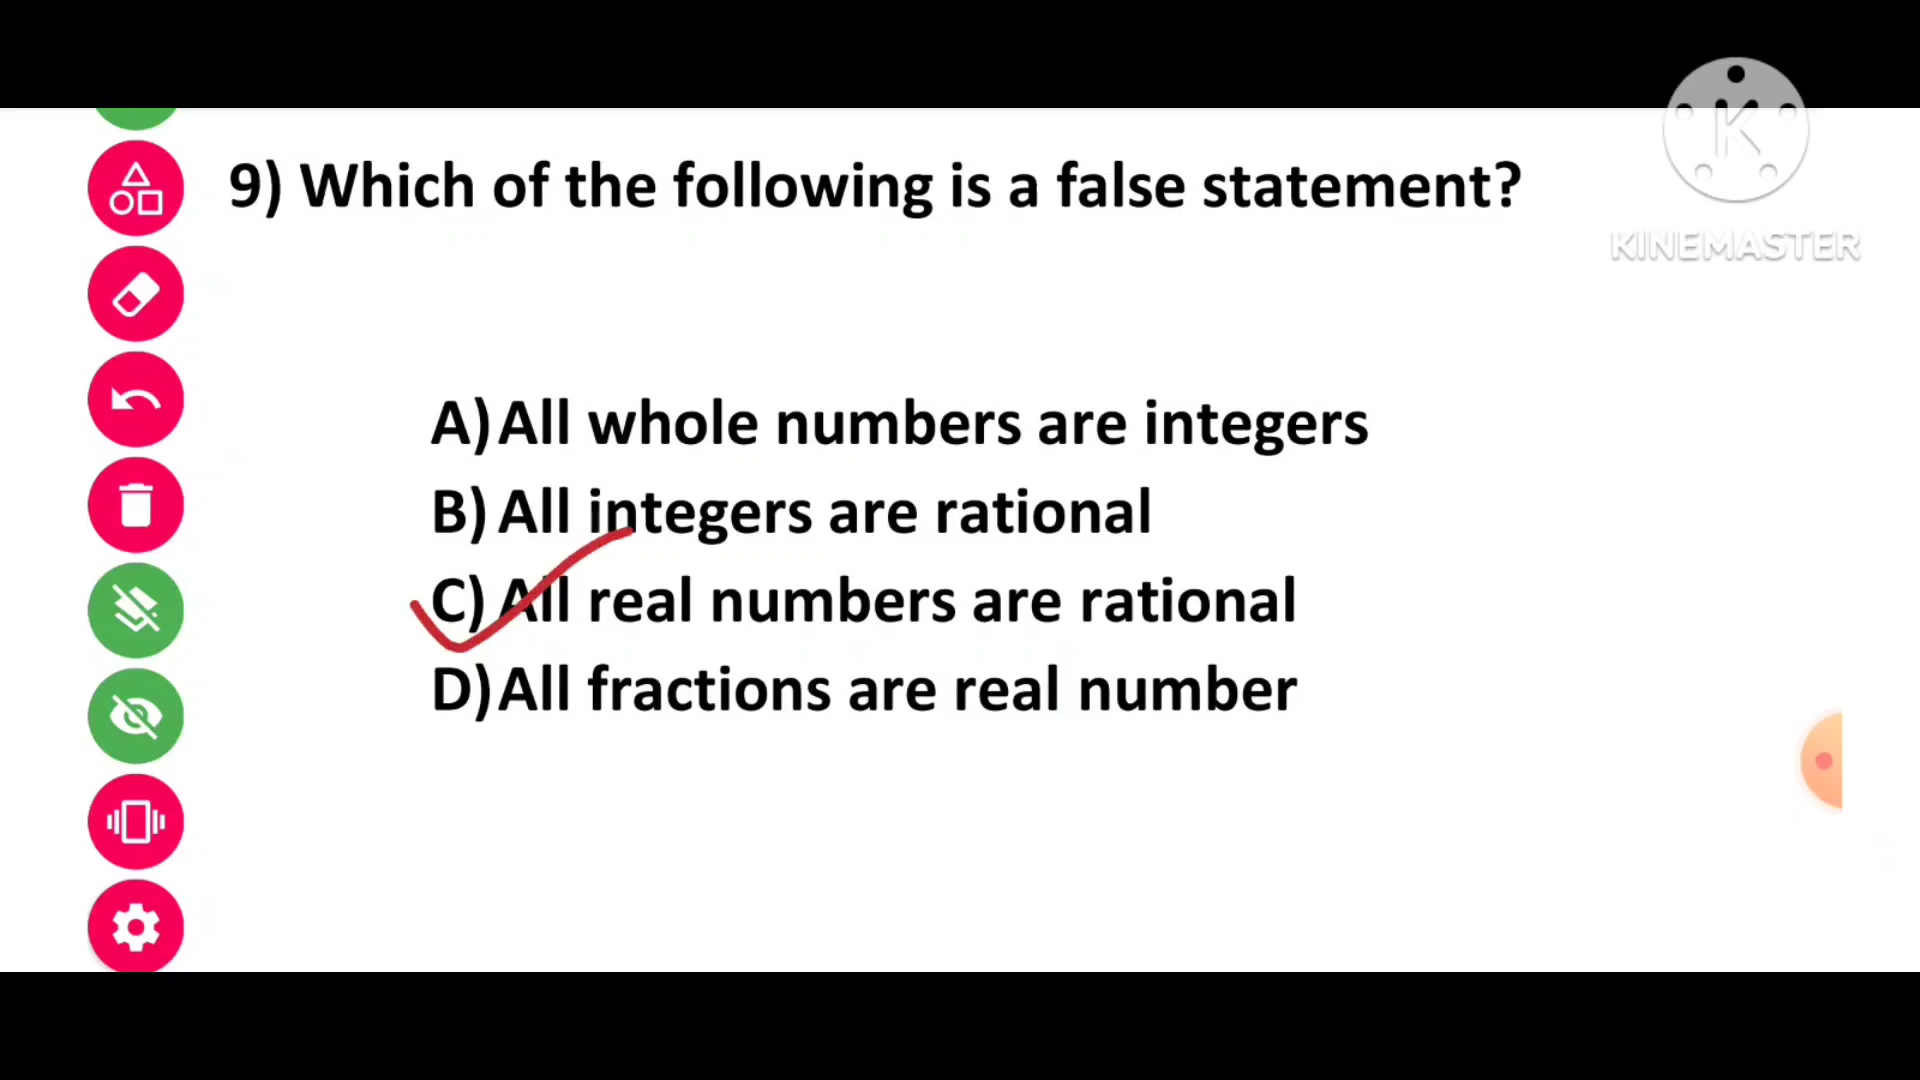 9) Which of the following is a false statement?
K
KINEMASTER
A) All whole numbers are integers
B) All integers are rational
C) All real numbers are rational
D) All fractions are real number